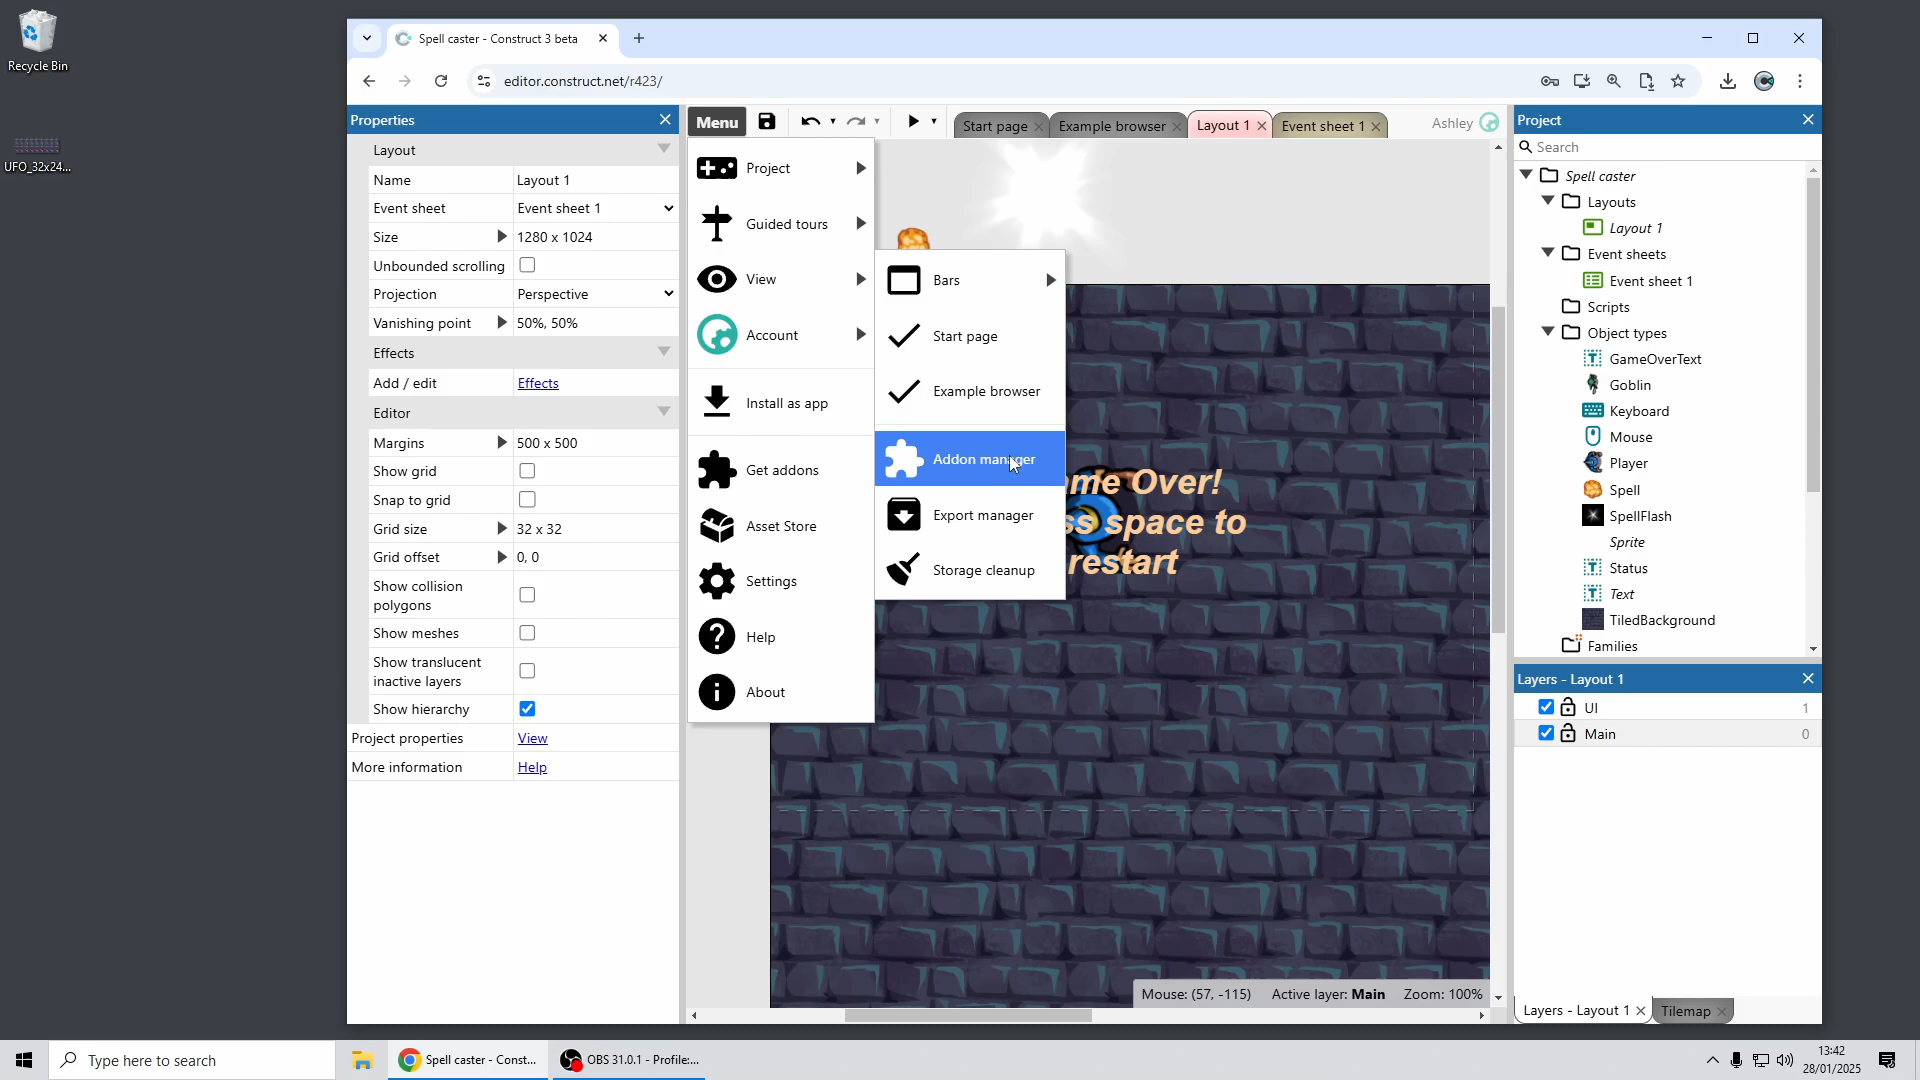 Recycle Bin
UFO_32x24...
Spell caster - Construct 3 beta
editor.construct.net/r423/
Properties
Layout
Name Layout 1
Event sheet Event sheet 1
Size 1280 x 1024
Unbounded scrolling
Projection Perspective
Vanishing point 50%, 50%
Effects
Add / edit Effects
Editor
Margins 500 x 500
Show grid
Snap to grid
Grid size 32 x 32
Grid offset 0, 0
Show collision
polygons
Show meshes
Show translucent
inactive layers
Show hierarchy
Project properties View
More information Help
Menu
Start page
Example browser
Layout 1
Event sheet 1
Ashley
Project
Guided tours
View
Account
Install as app
Get addons
Asset Store
Settings
Help
About
Bars
Start page
Example browser
Addon manager
Export manager
Storage cleanup
me Over!
ss space to
restart
Mouse: (57, -115) Active layer: Main Zoom: 100%
Project
Search
Spell caster
Layouts
Layout 1
Event sheets
Event sheet 1
Scripts
Object types
GameOverText
Goblin
Keyboard
Mouse
Player
Spell
SpellFlash
Sprite
Status
Text
TiledBackground
Families
Layers - Layout 1
UI 1
Main 0
Layers - Layout 1
Tilemap
Type here to search
Spell caster - Const...
OBS 31.0.1 - Profile:...
13:42
28/01/2025